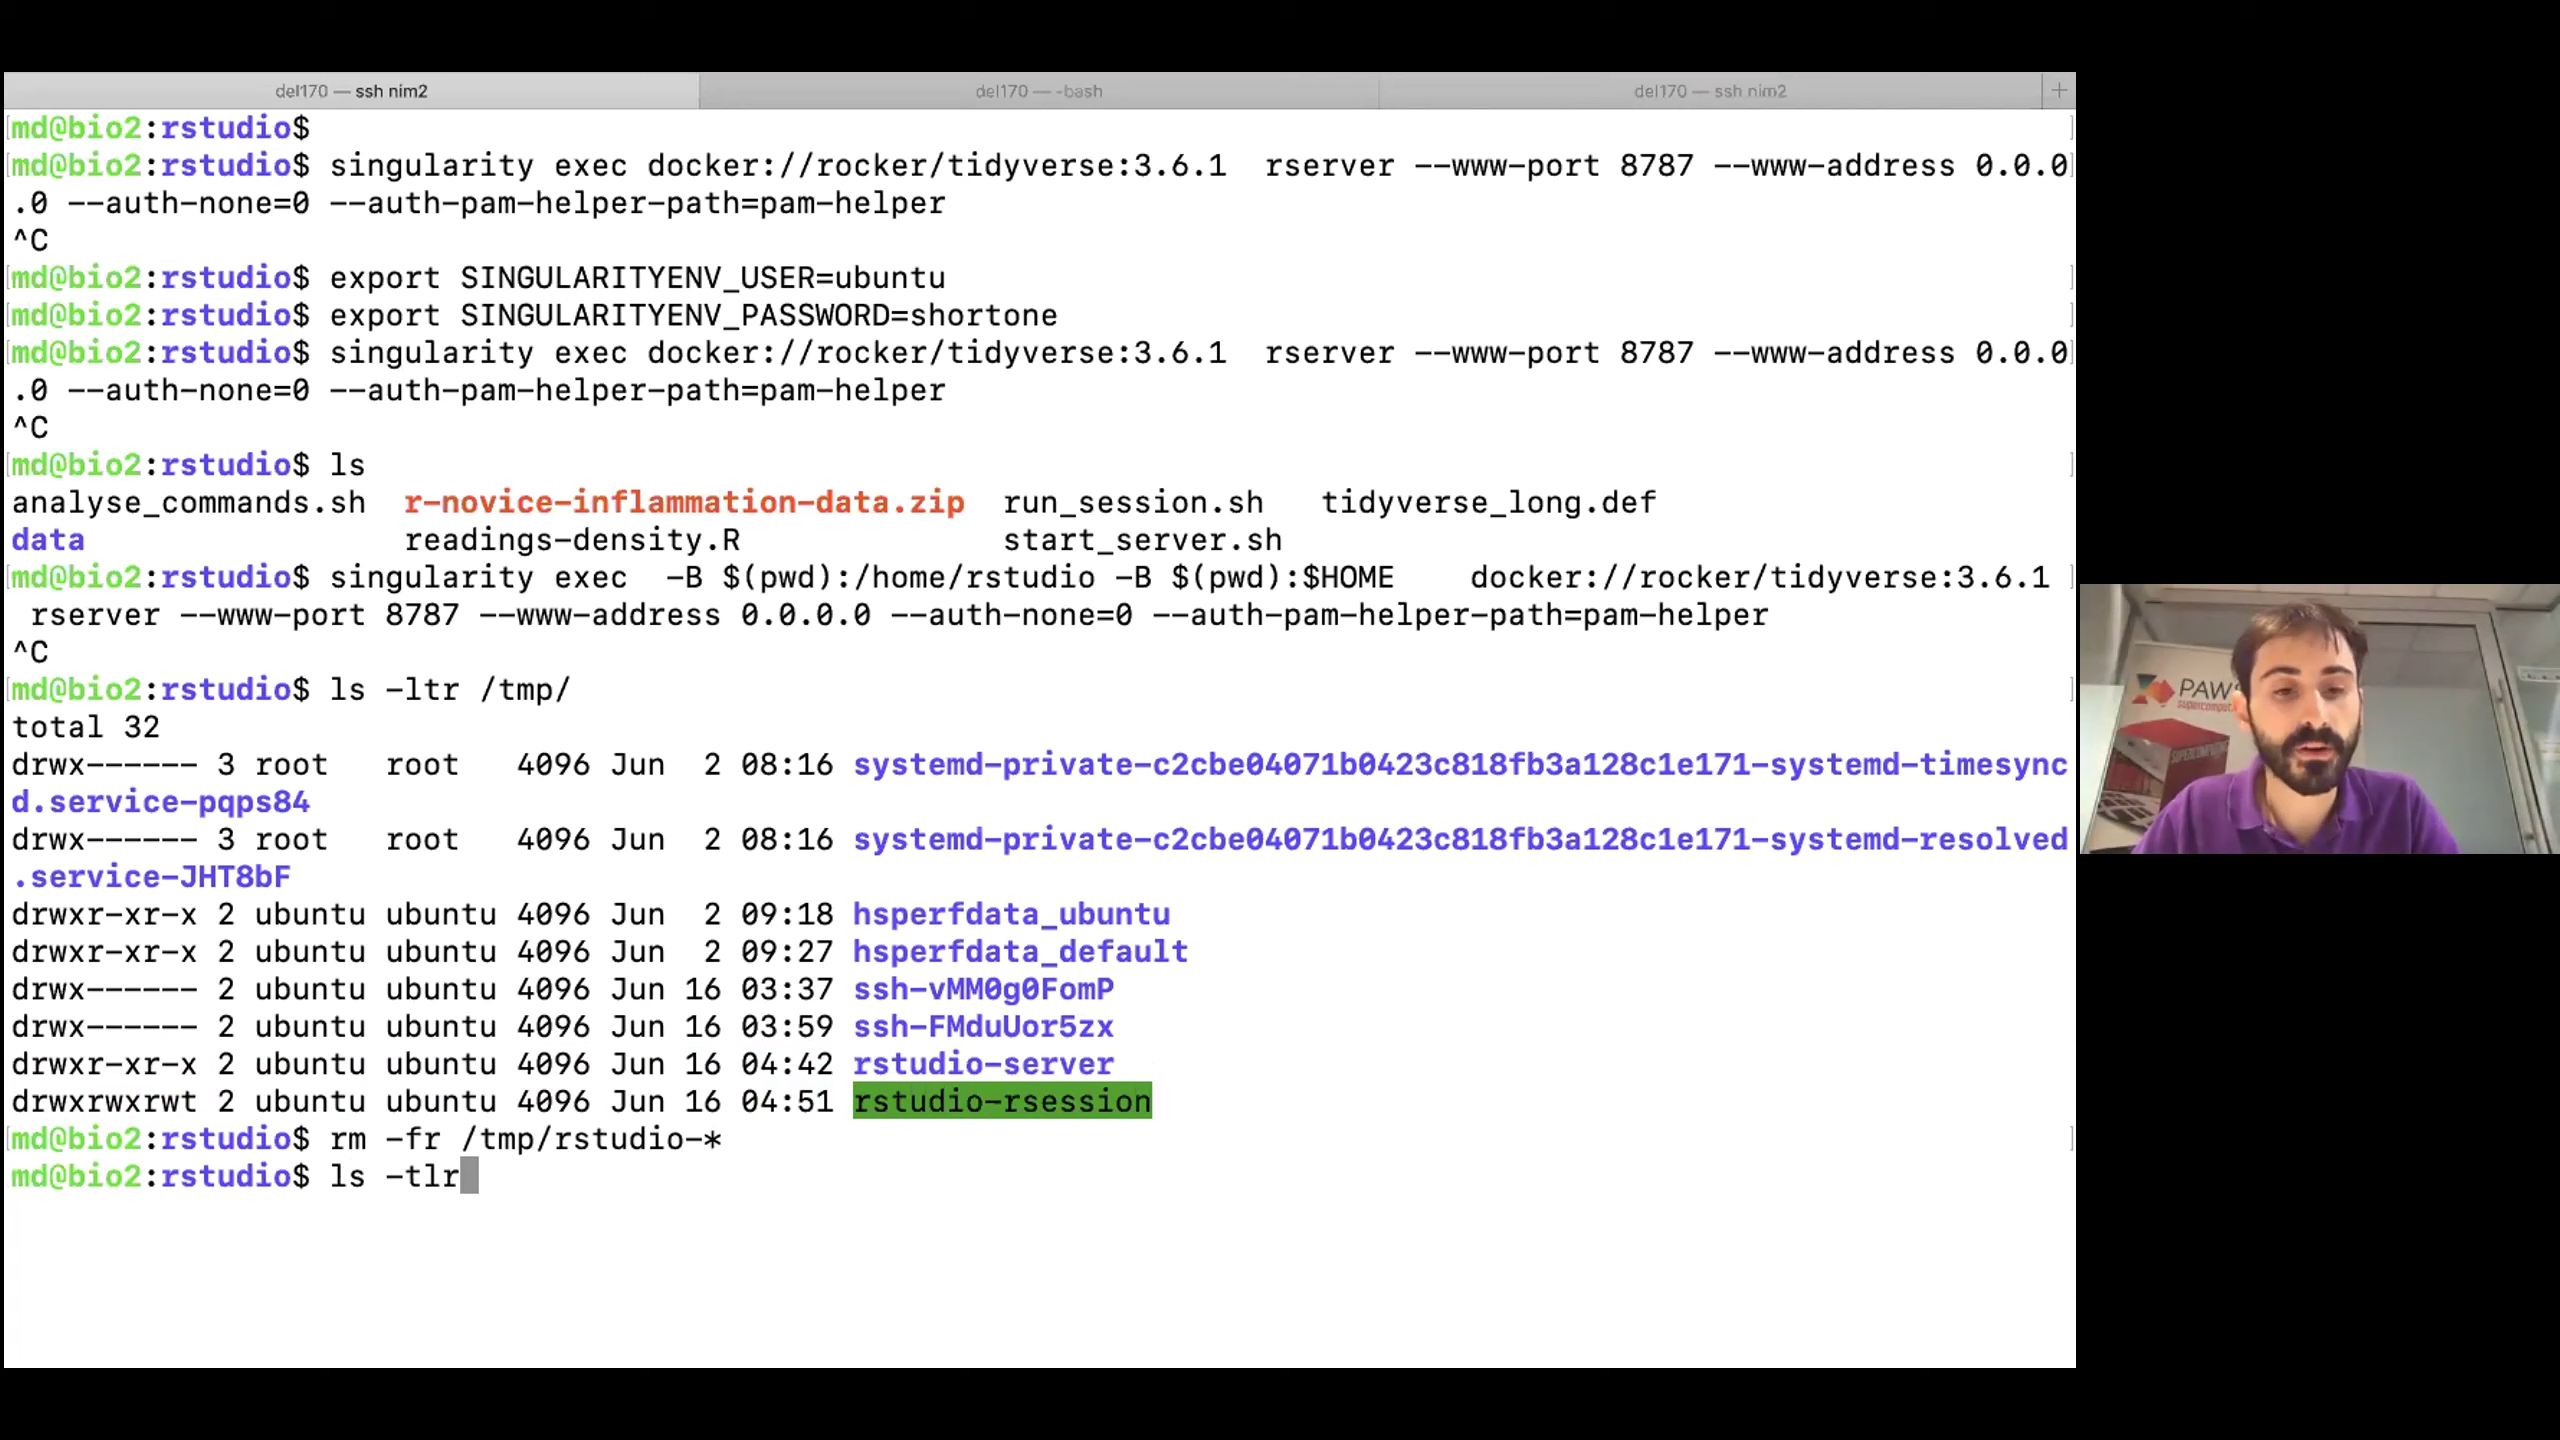 del170 — ssh nim2
del170 — -bash
del170 — ssh nim2
+
md@bio2:rstudio$
md@bio2:rstudio$ singularity exec docker://rocker/tidyverse:3.6.1  rserver --www-port 8787 --www-address 0.0.0
.0 --auth-none=0 --auth-pam-helper-path=pam-helper
^C
md@bio2:rstudio$ export SINGULARITYENV_USER=ubuntu
md@bio2:rstudio$ export SINGULARITYENV_PASSWORD=shortone
md@bio2:rstudio$ singularity exec docker://rocker/tidyverse:3.6.1  rserver --www-port 8787 --www-address 0.0.0
.0 --auth-none=0 --auth-pam-helper-path=pam-helper
^C
md@bio2:rstudio$ ls
analyse_commands.sh  r-novice-inflammation-data.zip  run_session.sh   tidyverse_long.def
data                 readings-density.R              start_server.sh
md@bio2:rstudio$ singularity exec  -B $(pwd):/home/rstudio -B $(pwd):$HOME    docker://rocker/tidyverse:3.6.1
 rserver --www-port 8787 --www-address 0.0.0.0 --auth-none=0 --auth-pam-helper-path=pam-helper
^C
md@bio2:rstudio$ ls -ltr /tmp/
total 32
drwx------ 3 root   root   4096 Jun  2 08:16 systemd-private-c2cbe04071b0423c818fb3a128c1e171-systemd-timesync
d.service-pqps84
drwx------ 3 root   root   4096 Jun  2 08:16 systemd-private-c2cbe04071b0423c818fb3a128c1e171-systemd-resolved
.service-JHT8bF
drwxr-xr-x 2 ubuntu ubuntu 4096 Jun  2 09:18 hsperfdata_ubuntu
drwxr-xr-x 2 ubuntu ubuntu 4096 Jun  2 09:27 hsperfdata_default
drwx------ 2 ubuntu ubuntu 4096 Jun 16 03:37 ssh-vMM0g0FomP
drwx------ 2 ubuntu ubuntu 4096 Jun 16 03:59 ssh-FMduUor5zx
drwxr-xr-x 2 ubuntu ubuntu 4096 Jun 16 04:42 rstudio-server
drwxrwxrwt 2 ubuntu ubuntu 4096 Jun 16 04:51 rstudio-rsession
md@bio2:rstudio$ rm -fr /tmp/rstudio-*
md@bio2:rstudio$ ls -tlr
PAWS
supercomput